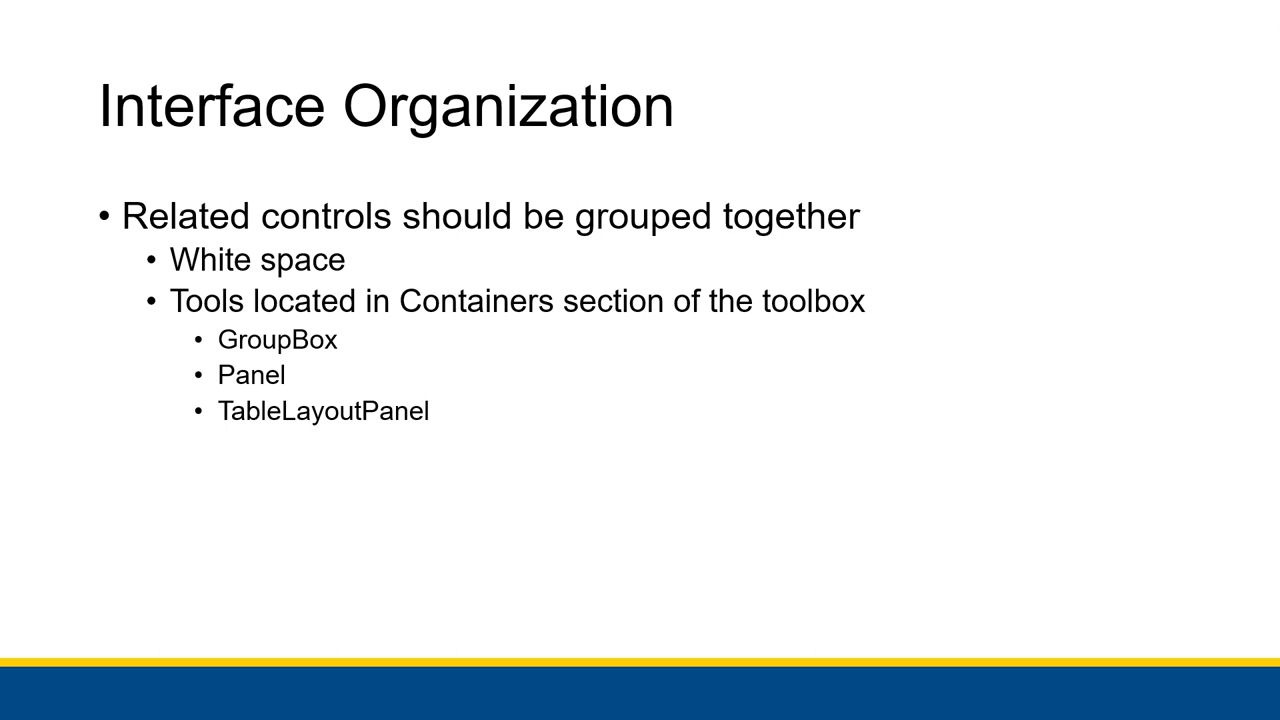 Interface Organization
• Related controls should be grouped together
• White space
• Tools located in Containers section of the toolbox
• GroupBox
• Panel
• TableLayoutPanel